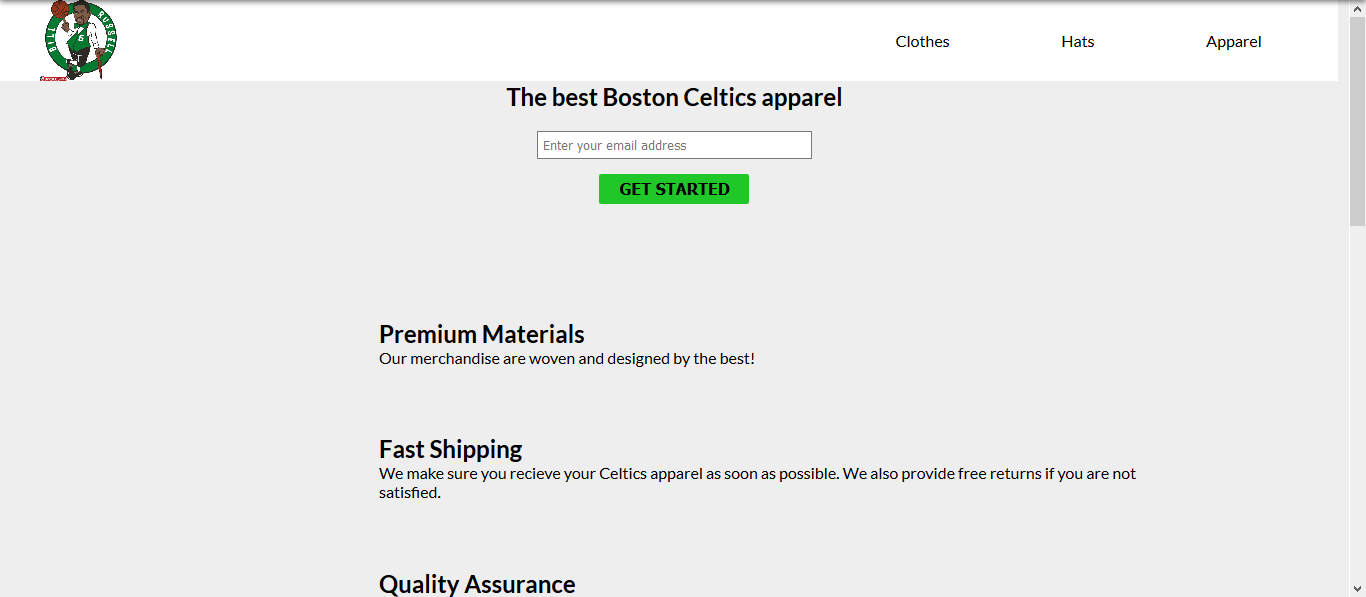 BILL RUSSELL
Clothes Hats Apparel
The best Boston Celtics apparel
Enter your email address
GET STARTED
Premium Materials
Our merchandise are woven and designed by the best!
Fast Shipping
We make sure you recieve your Celtics apparel as soon as possible. We also provide free returns if you are not
satisfied.
Quality Assurance